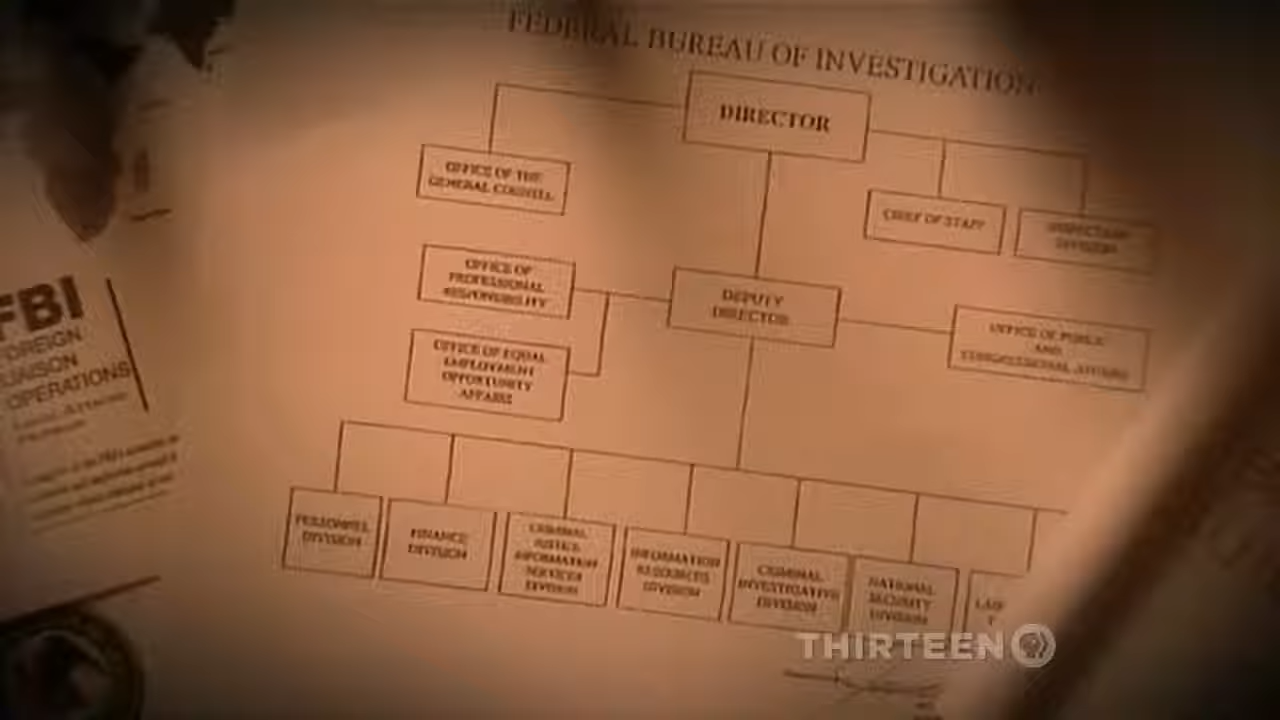 FEDERAL BUREAU OF INVESTIGATION
DIRECTOR
OFFICE OF THE
GENERAL COUNSEL
CHIEF OF STAFF
INSPECTION
DIVISION
OFFICE OF
PROFESSIONAL
RESPONSIBILITY
DEPUTY
DIRECTOR
OFFICE OF PUBLIC
AND
CONGRESSIONAL AFFAIRS
OFFICE OF EQUAL
EMPLOYMENT
OPPORTUNITY
AFFAIRS
FBI
FOREIGN
LIAISON
OPERATIONS
PERSONNEL
DIVISION
FINANCE
DIVISION
CRIMINAL
JUSTICE
INFORMATION
SERVICES
DIVISION
INFORMATION
RESOURCES
DIVISION
CRIMINAL
INVESTIGATIVE
DIVISION
NATIONAL
SECURITY
DIVISION
THIRTEEN